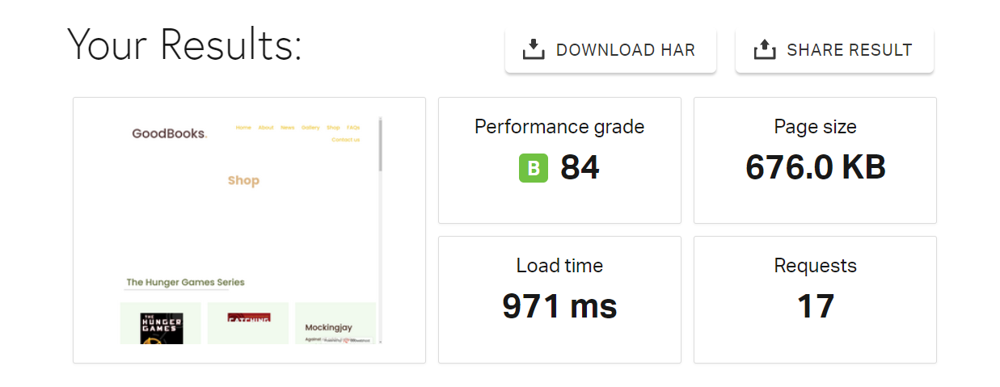 Your Results:
DOWNLOAD HAR
SHARE RESULT
GoodBooks.
Home About News Gallery Shop FAQs
Contact us
Shop
The Hunger Games Series
THE
HUNGER
GAMES
CATCHING
Mockingjay
Against
Performance grade
B 84
Page size
676.0 KB
Load time
971 ms
Requests
17